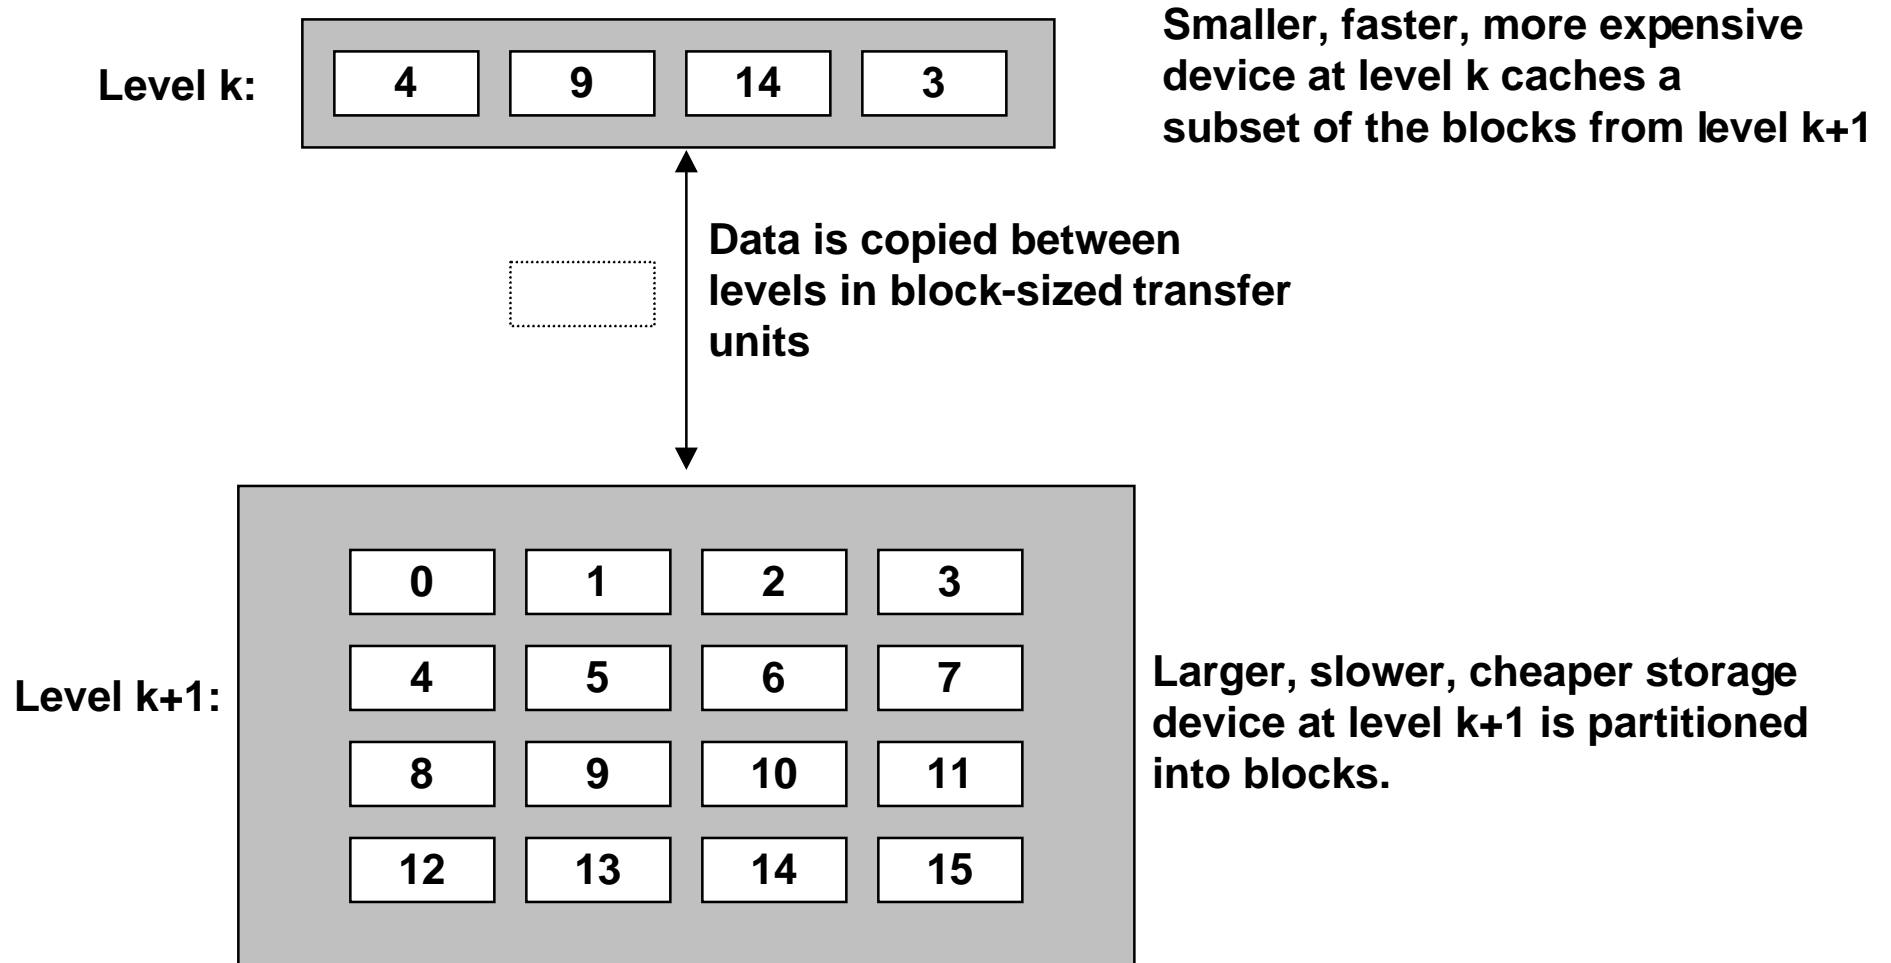 Level k:
4 9 14 3
Smaller, faster, more expensive
device at level k caches a
subset of the blocks from level k+1
Data is copied between
levels in block-sized transfer
units
Level k+1:
0 1 2 3
4 5 6 7
8 9 10 11
12 13 14 15
Larger, slower, cheaper storage
device at level k+1 is partitioned
into blocks.